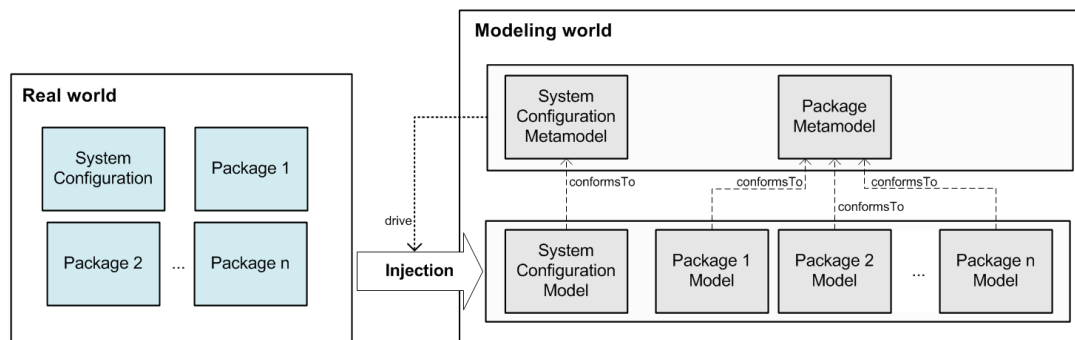 Real world
System
Configuration
Package 1
Package 2
...
Package n
drive
Injection
Modeling world
System
Configuration
Metamodel
Package
Metamodel
conformsTo
conformsTo
conformsTo
conformsTo
System
Configuration
Model
Package 1
Model
Package 2
Model
...
Package n
Model